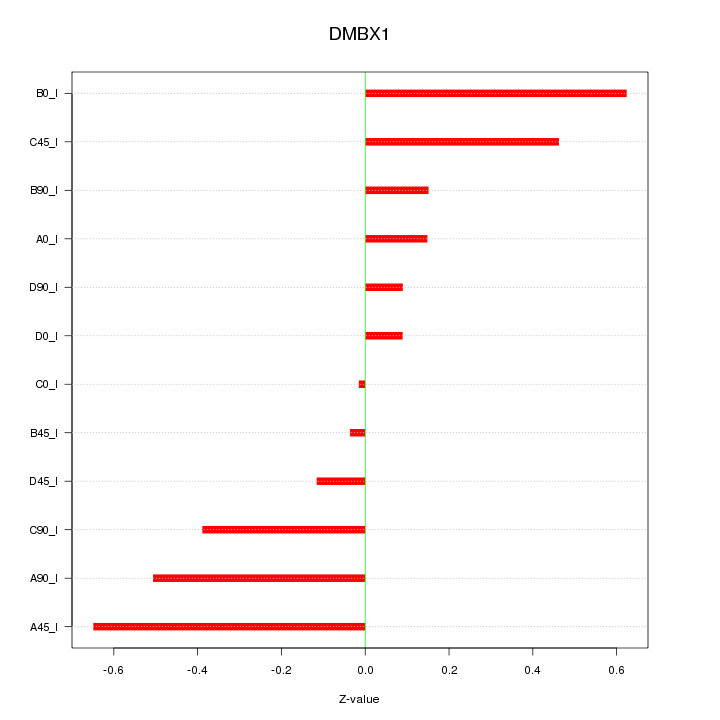 DMBX1
B0_I
C45_I
B90_I
A0_I
D90_I
D0_I
C0_I
B45_I
D45_I
C90_I
A90_I
A45_I
-0.6 -0.4 -0.2 0.0 0.2 0.4 0.6
Z-value